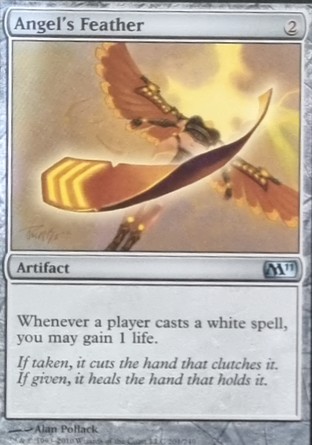 Angel's Feather 2
Artifact M11
Whenever a player casts a white spell,
you may gain 1 life.
If taken, it cuts the hand that clutches it.
If given, it heals the hand that holds it.
Alan Pollack